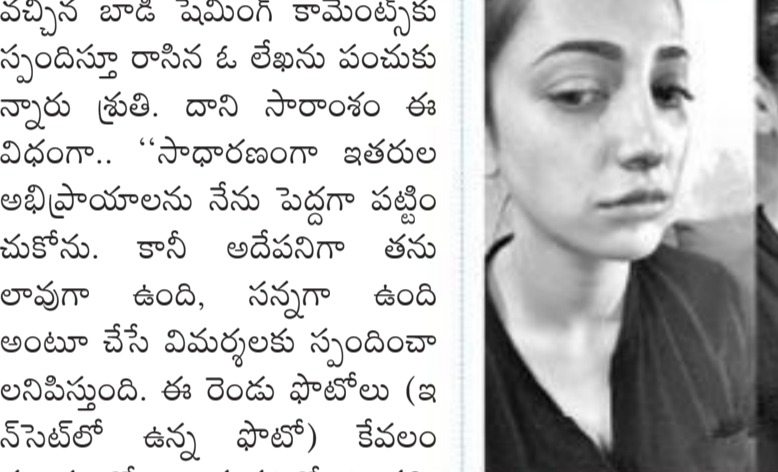 వచ్చిన బాడీ షేమింగ్ కామెంట్స్‌కు
స్పందిస్తూ రాసిన ఓ లేఖను పంచుకు
న్నారు శ్రుతి. దాని సారాంశం ఈ
విధంగా.. ‘‘సాధారణంగా ఇతరుల
అభిప్రాయాలను నేను పెద్దగా పట్టిం
చుకోను. కానీ అదేపనిగా తను
లావుగా ఉంది, సన్నగా ఉంది
అంటూ చేసే విమర్శలకు స్పందించా
లనిపిస్తుంది. ఈ రెండు ఫొటోలు (ఇ
న్‌సెట్‌లో ఉన్న ఫొటో) కేవలం